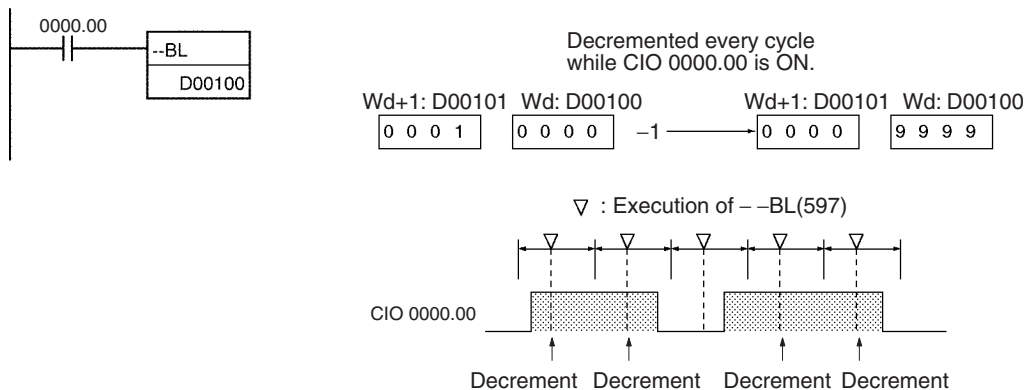 0000.00
--BL
D00100
Decremented every cycle
while CIO 0000.00 is ON.
Wd+1: D00101 Wd: D00100 Wd+1: D00101 Wd: D00100
0 0 0 1 0 0 0 0 −1 0 0 0 0 9 9 9 9
: Execution of − −BL(597)
CIO 0000.00
Decrement Decrement Decrement Decrement